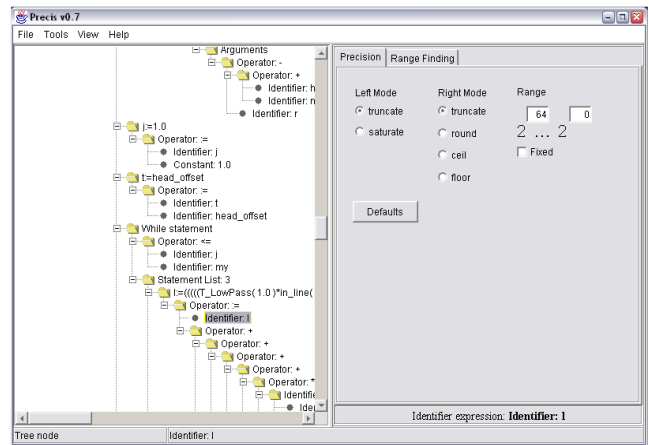 Precis v0.7
File Tools View Help
Arguments
Operator: -
Operator: +
Identifier: h
Identifier: n
Identifier: r
j:=1.0
Operator: :=
Identifier: j
Constant: 1.0
t:=head_offset
Operator: :=
Identifier: t
Identifier: head_offset
While statement
Operator: <=
Identifier: j
Identifier: my
Statement List: 3
l:=(((((T_LowPass( 1.0 )*in_line(
Operator: :=
Identifier: l
Operator: +
Operator: +
Operator: +
Operator: +
Operator: *
Identifie
Ide
Precision Range Finding
Left Mode Right Mode Range
truncate truncate 64 0
saturate round 2 ... 2
ceil Fixed
floor
Defaults
Identifier expression: Identifier: l
Tree node Identifier: l